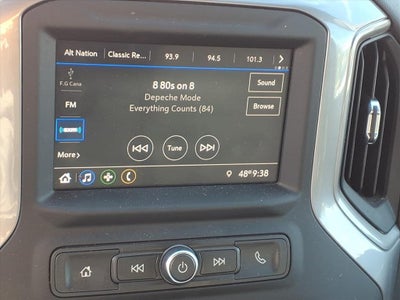 Alt Nation Classic Re... 93.9 94.5 101.3
F.G Cana
8 80s on 8
Sound
Depeche Mode
FM
Browse
Everything Counts (84)
More
Tune
48° 9:38